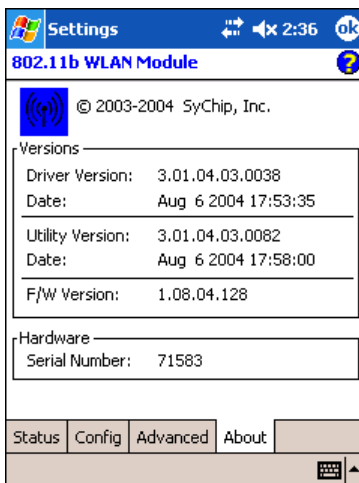 Settings 2:36 ok
802.11b WLAN Module ?
© 2003-2004 SyChip, Inc.
Versions
Driver Version: 3.01.04.03.0038
Date: Aug 6 2004 17:53:35
Utility Version: 3.01.04.03.0082
Date: Aug 6 2004 17:58:00
F/W Version: 1.08.04.128
Hardware
Serial Number: 71583
Status Config Advanced About